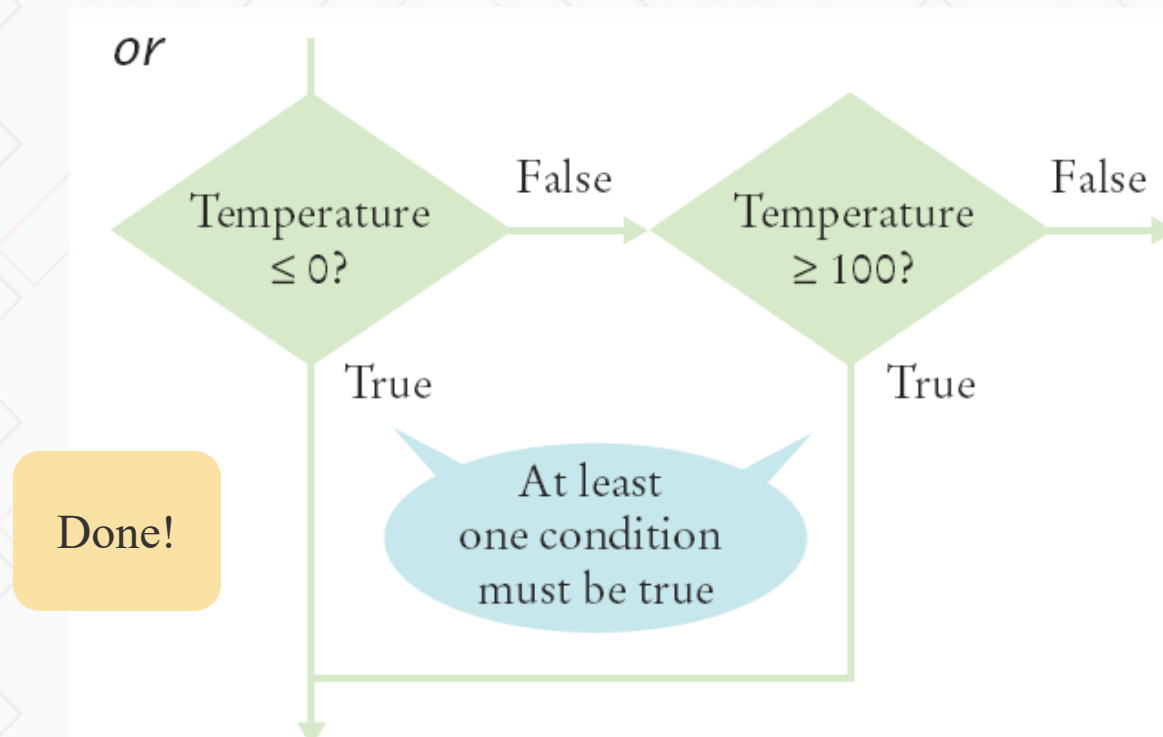 or
Temperature
≤ 0?
False
Temperature
≥ 100?
False
True
True
At least
one condition
must be true
Done!